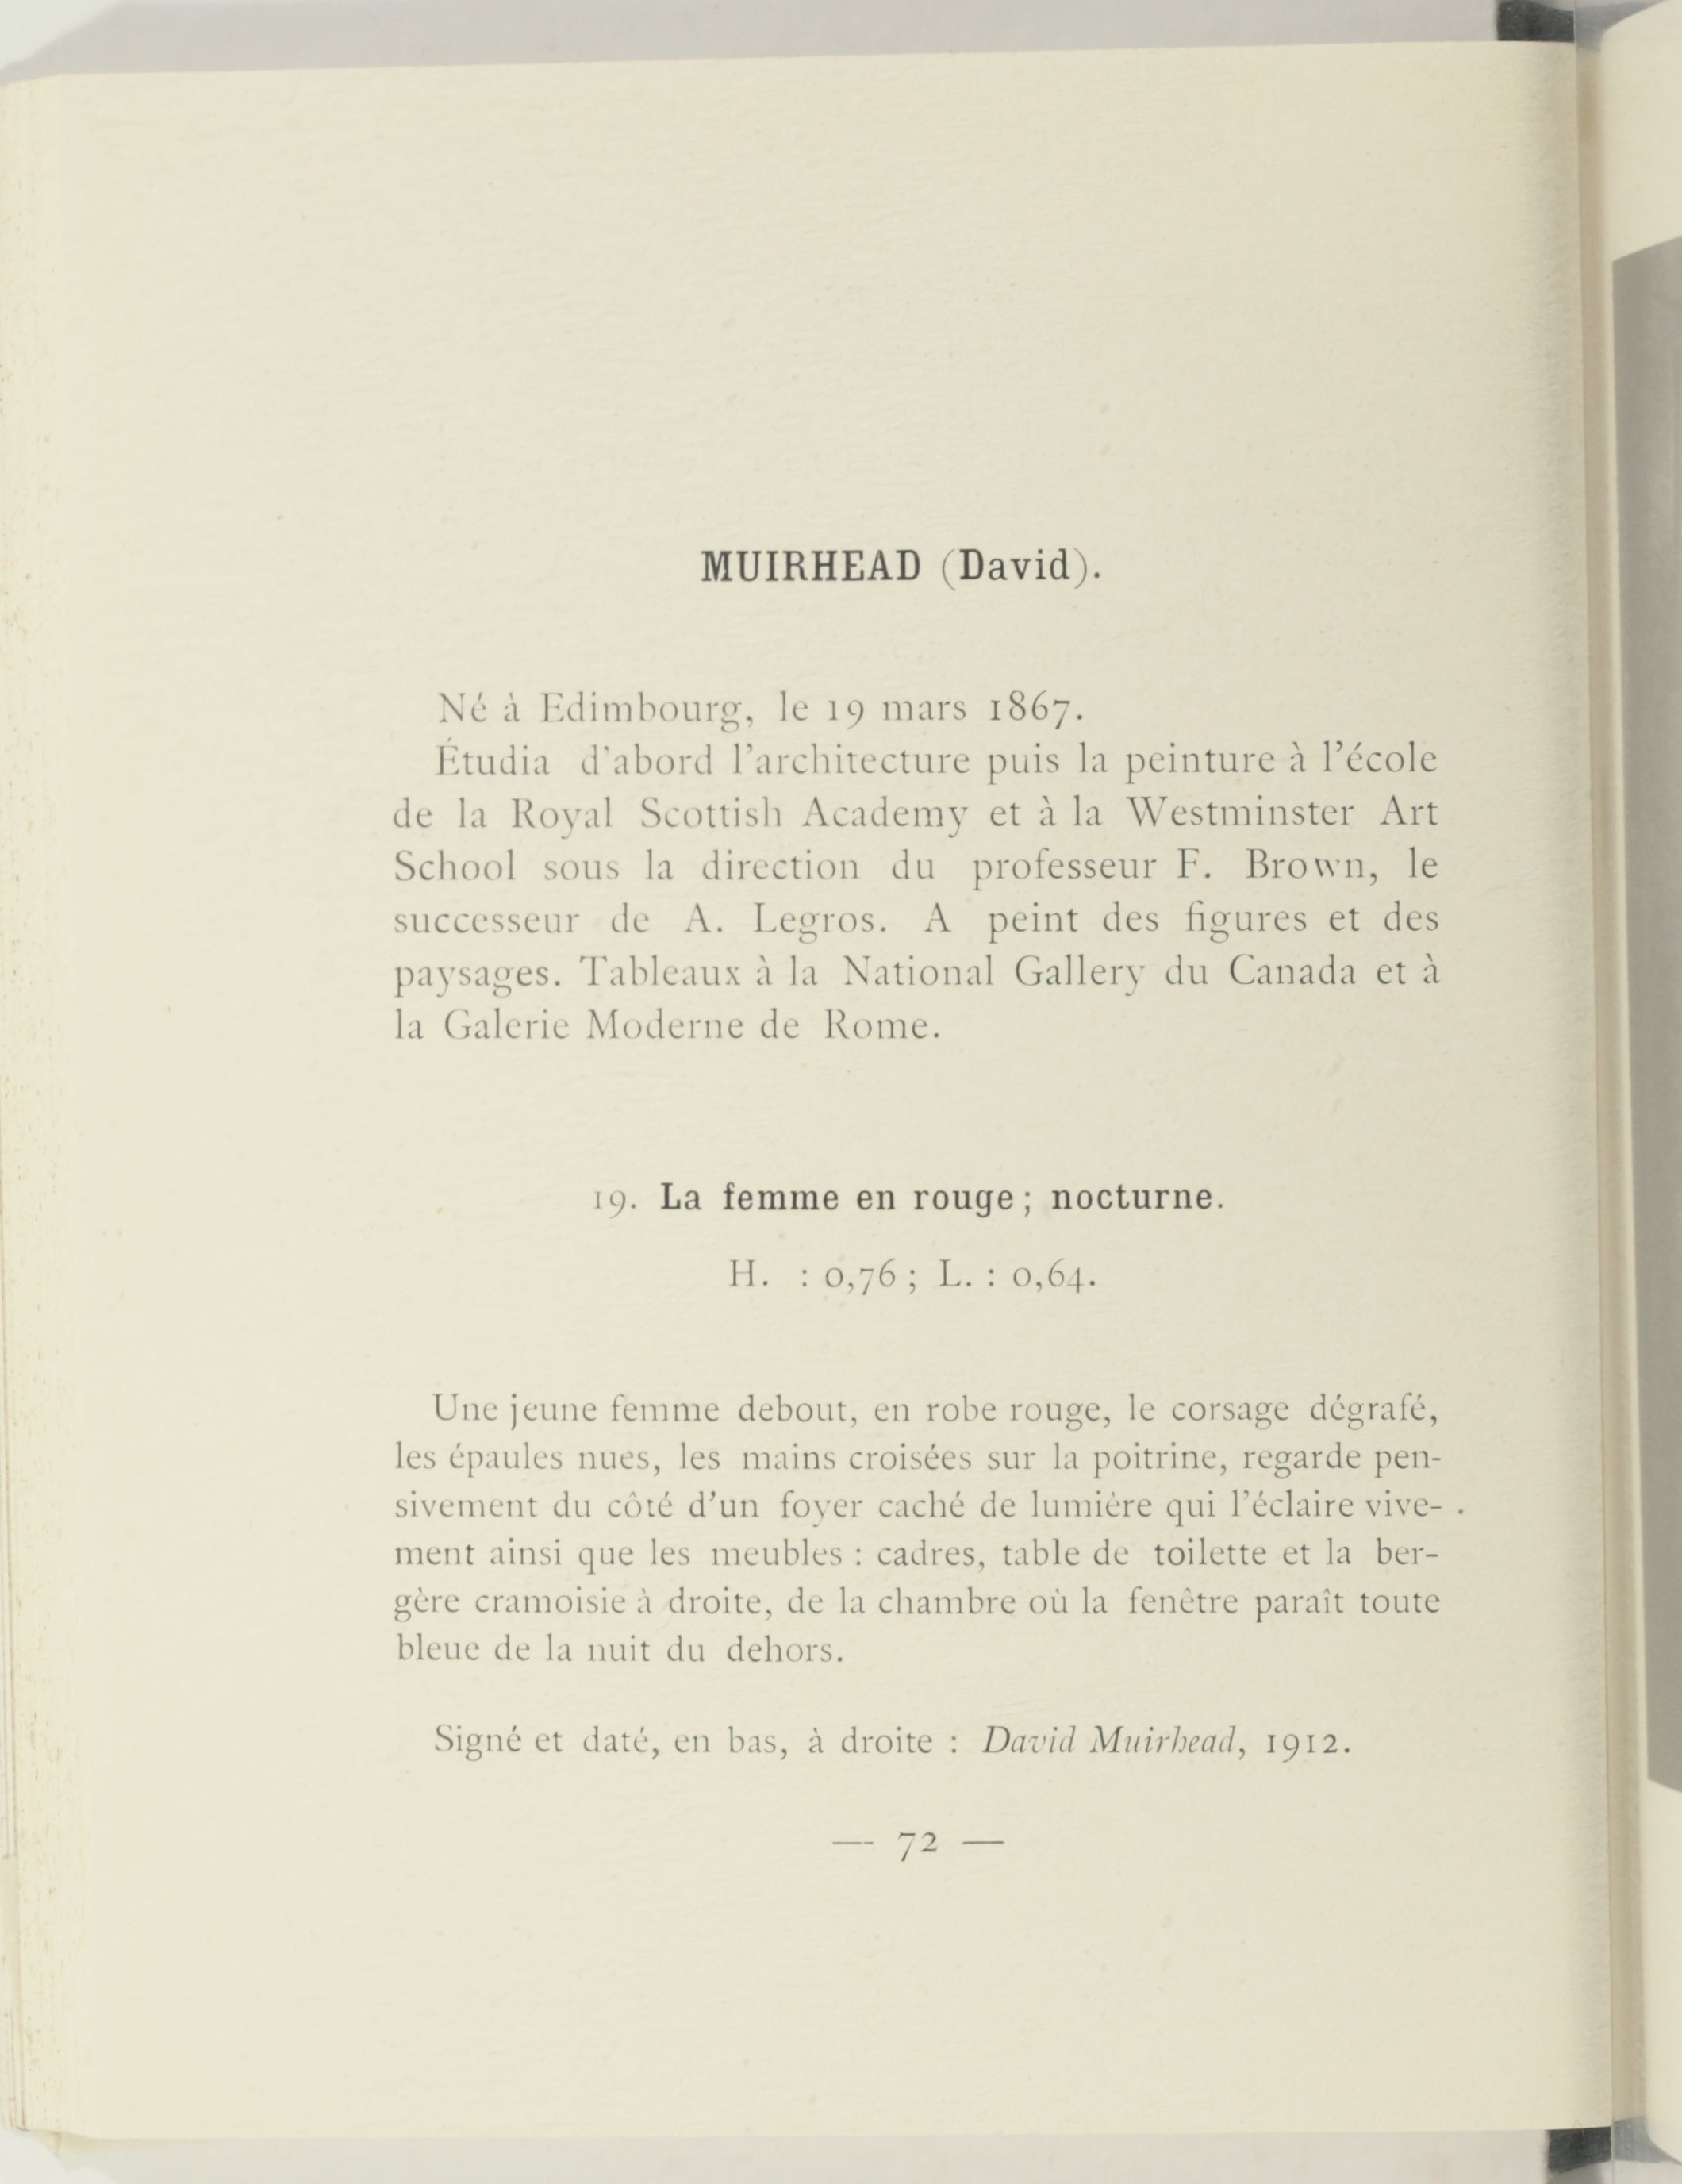 MUIRHEAD (David).
Né à Edimbourg, le 19 mars 1867.
Étudia d'abord l'architecture puis la peinture à l'école
de la Royal Scottish Academy et à la Westminster Art
School sous la direction du professeur F. Brown, le
successeur de A. Legros. A peint des figures et des
paysages. Tableaux à la National Gallery du Canada et à
la Galerie Moderne de Rome.
19. La femme en rouge; nocturne.
H. : 0,76; L. : 0,64.
Une jeune femme debout, en robe rouge, le corsage dégrafé,
les épaules nues, les mains croisées sur la poitrine, regarde pen-
sivement du côté d'un foyer caché de lumière qui l'éclaire vive-
ment ainsi que les meubles : cadres, table de toilette et la ber-
gère cramoisie à droite, de la chambre où la fenêtre paraît toute
bleue de la nuit du dehors.
Signé et daté, en bas, à droite : David Muirhead, 1912.
— 72 —